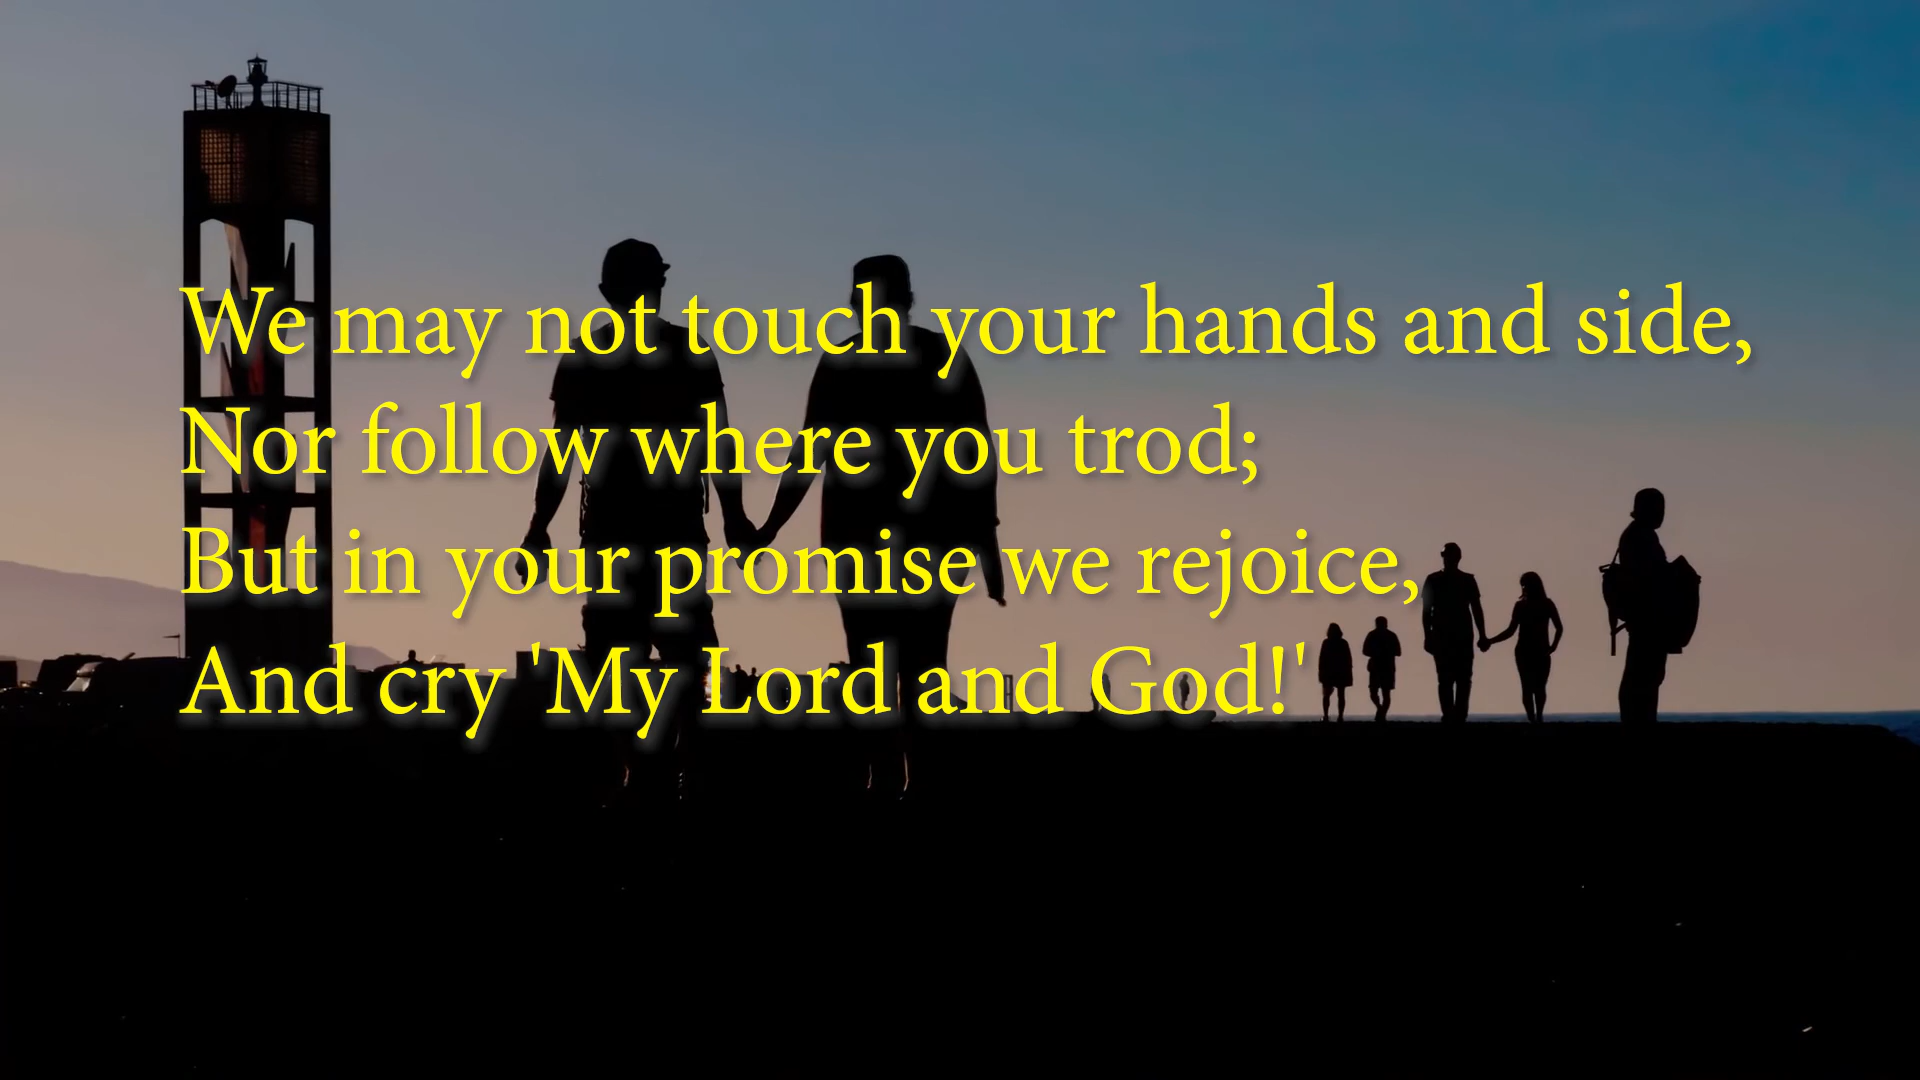 We may not touch your hands and side,
Nor follow where you trod;
But in your promise we rejoice,
And cry 'My Lord and God!'